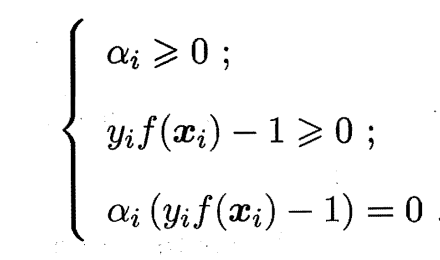 αᵢ ⩾ 0 ;
yᵢf(𝒙ᵢ) − 1 ⩾ 0 ;
αᵢ (yᵢf(𝒙ᵢ) − 1) = 0 .